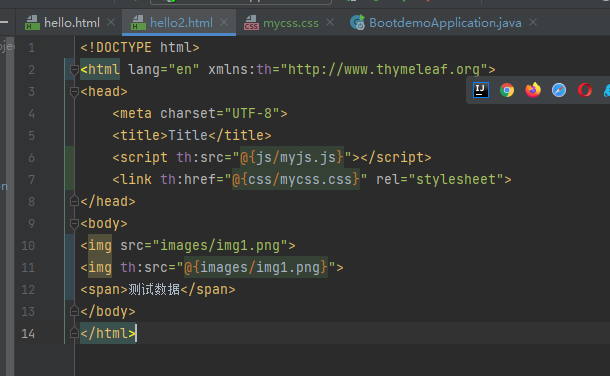 hello.html hello2.html mycss.css BootdemoApplication.java
1 <!DOCTYPE html>
2 <html lang="en" xmlns:th="http://www.thymeleaf.org">
3 <head>
4 <meta charset="UTF-8">
5 <title>Title</title>
6 <script th:src="@{js/myjs.js}"></script>
7 <link th:href="@{css/mycss.css}" rel="stylesheet">
8 </head>
9 <body>
10 <img src="images/img1.png">
11 <img th:src="@{images/img1.png}">
12 <span>测试数据</span>
13 </body>
14 </html>